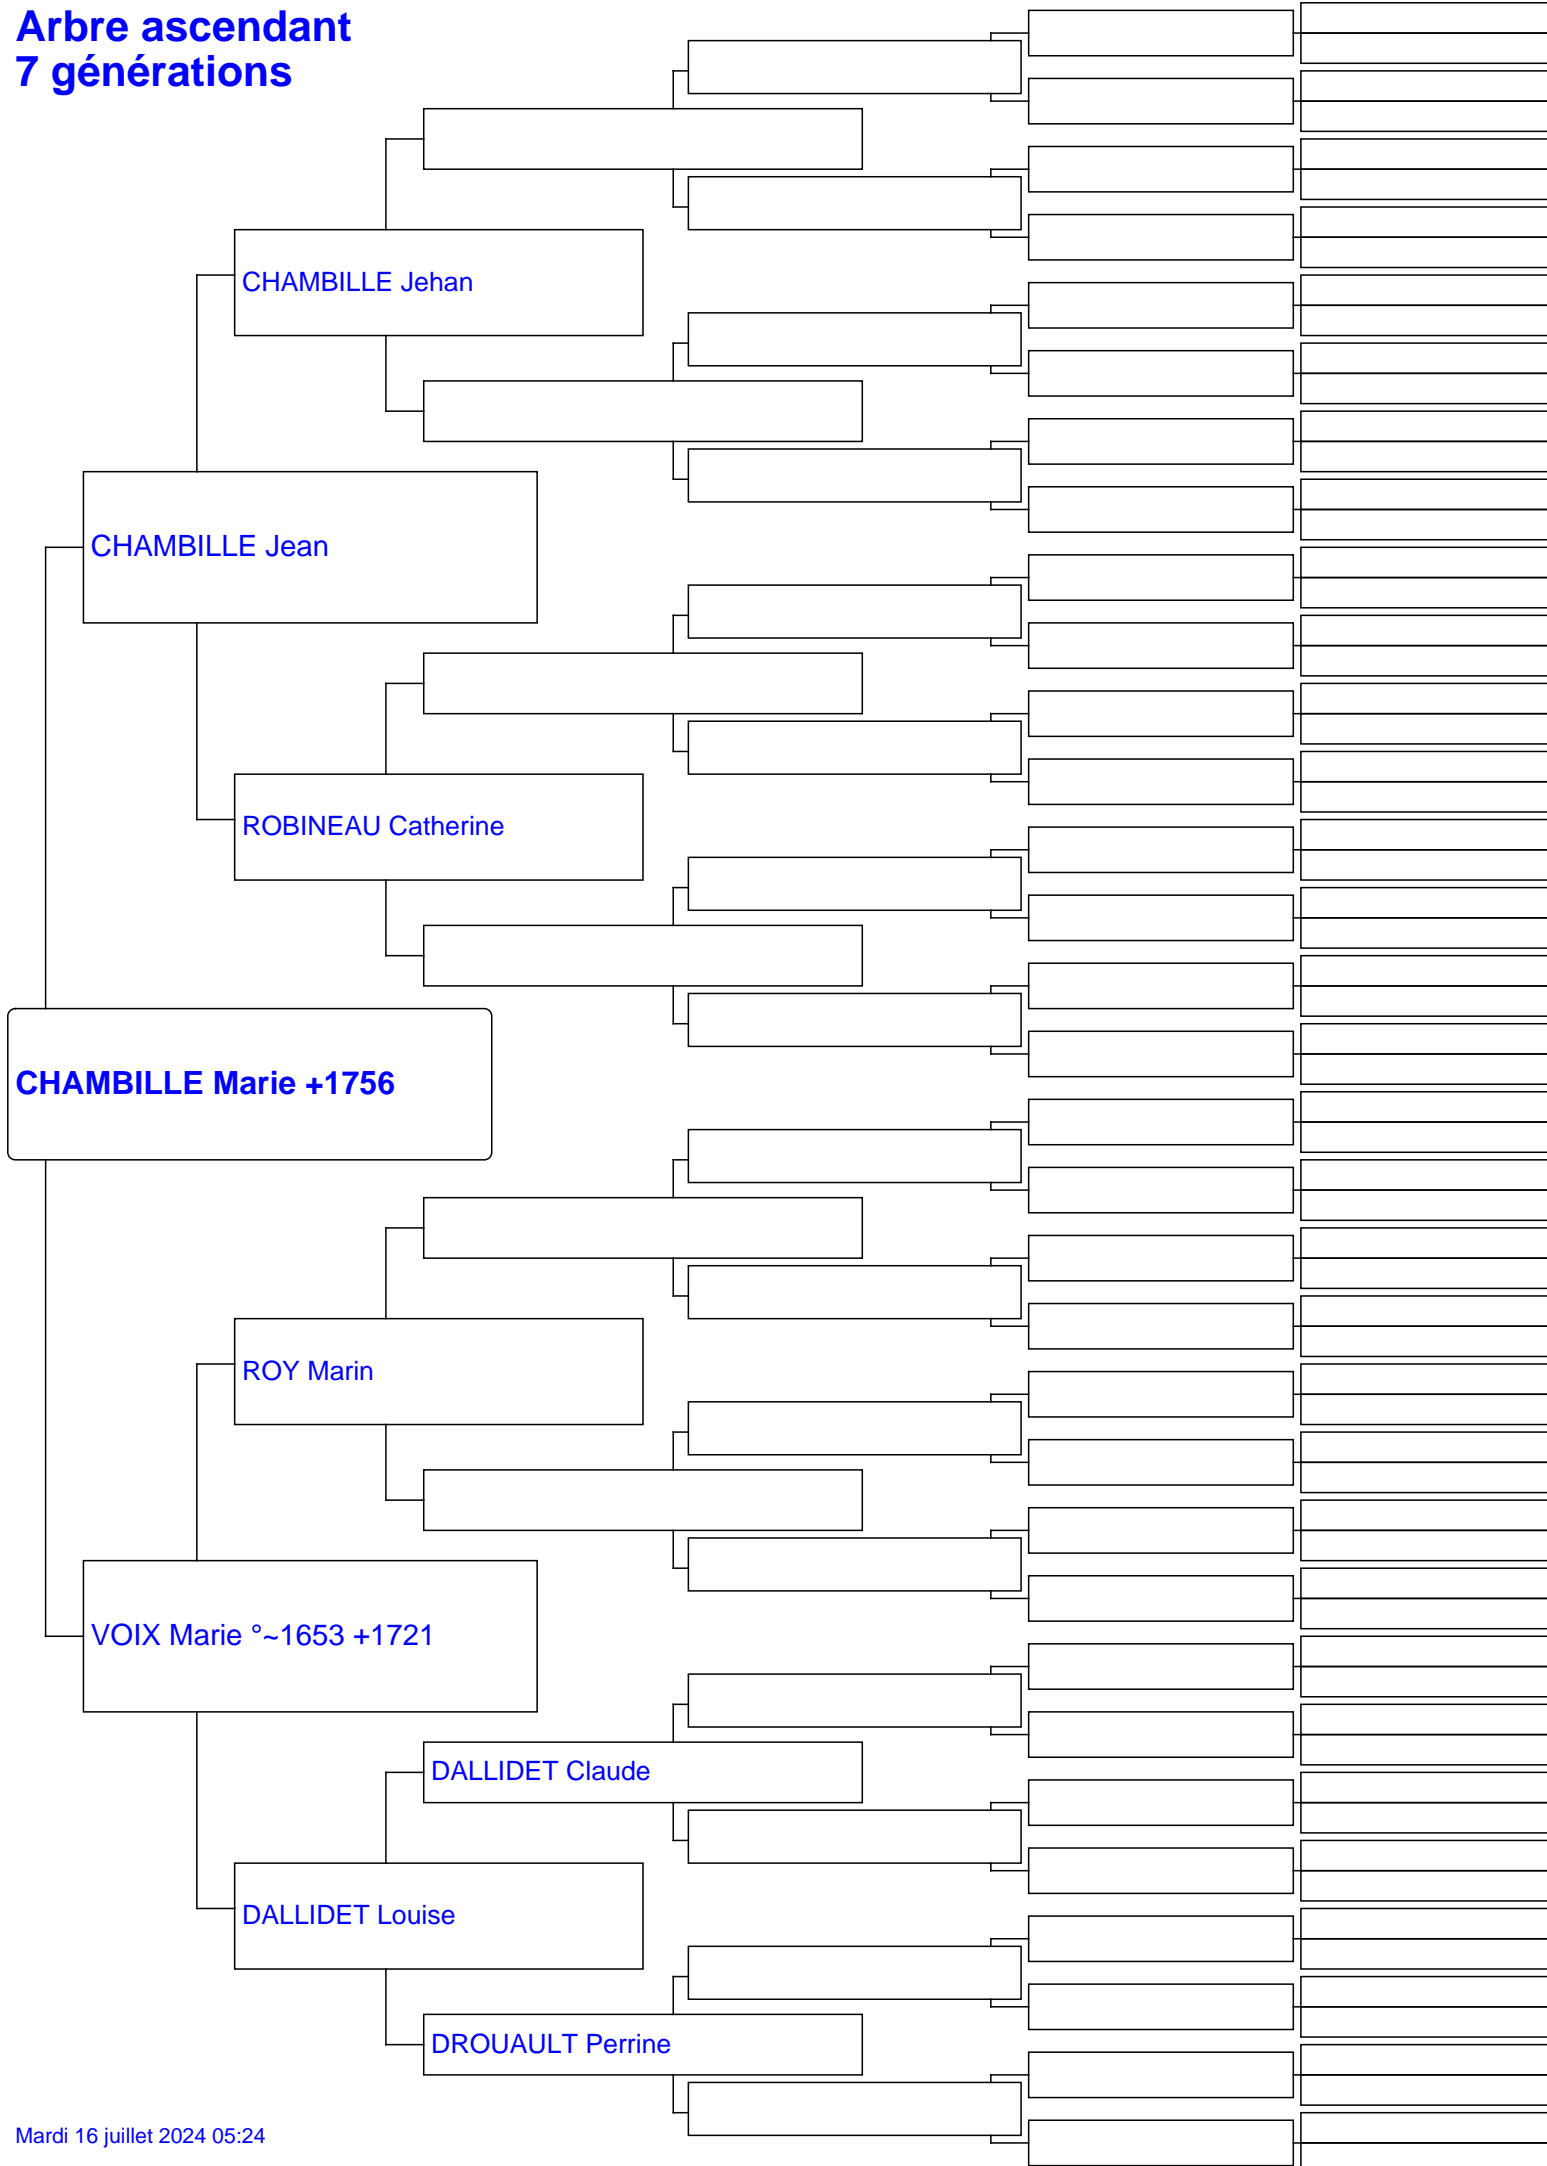 Arbre ascendant
7 générations
CHAMBILLE Jehan
CHAMBILLE Jean
ROBINEAU Catherine
CHAMBILLE Marie +1756
ROY Marin
VOIX Marie °~1653 +1721
DALLIDET Claude
DALLIDET Louise
DROUAULT Perrine
Mardi 16 juillet 2024 05:24